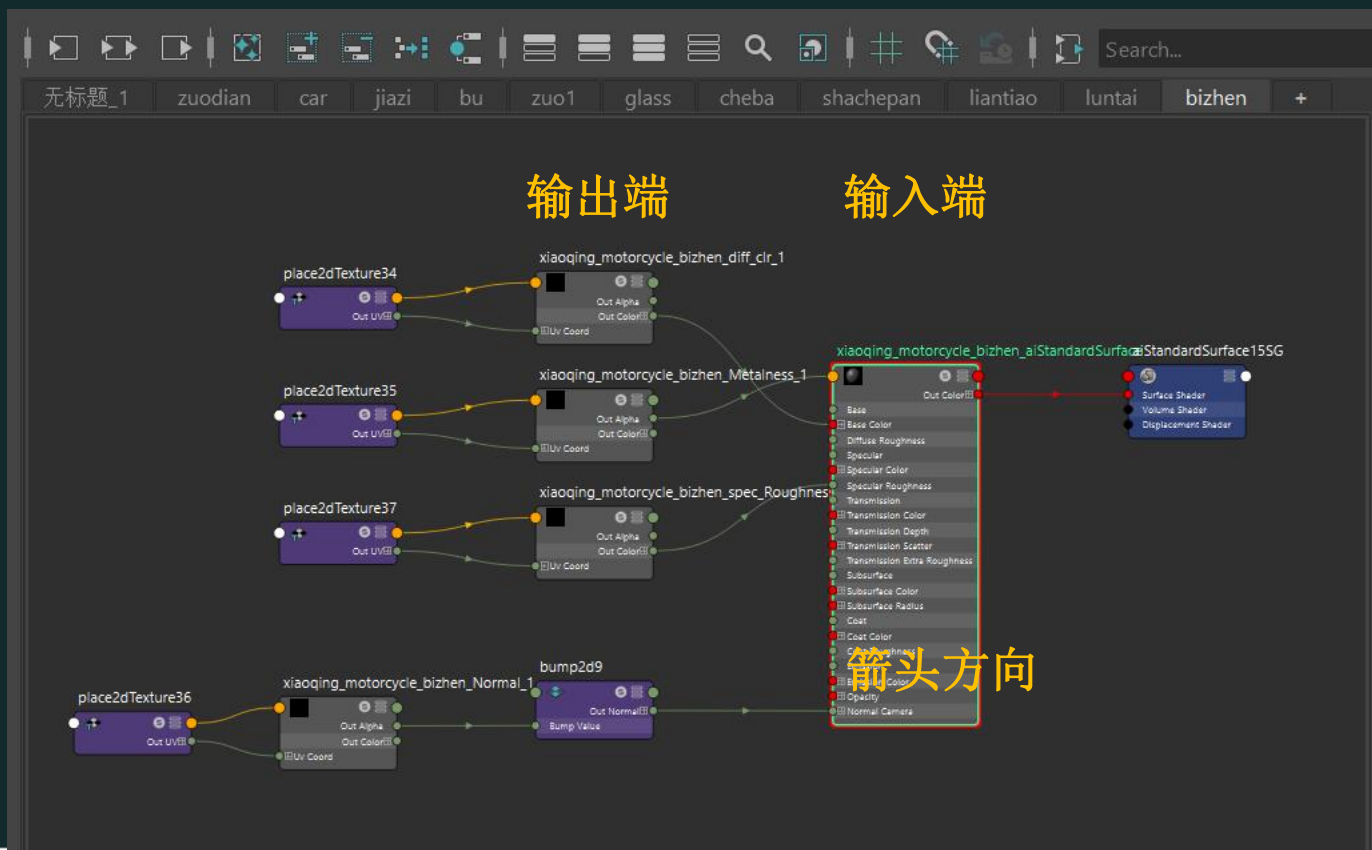 Search...
无标题_1 zuodian car jiazi bu zuo1 glass cheba shachepan liantiao luntai bizhen +
输出端 输入端
xiaoqing_motorcycle_bizhen_diff_clr_1
place2dTexture34
Out Alpha
Out UV
Out Color
Uv Coord
xiaoqing_motorcycle_bizhen_aiStandardSurface
aiStandardSurface15SG
xiaoqing_motorcycle_bizhen_Metalness_1
place2dTexture35
Out Alpha
Out UV
Out Color
Uv Coord
xiaoqing_motorcycle_bizhen_spec_Roughnes
place2dTexture37
Out Alpha
Out UV
Out Color
Uv Coord
Out Color
Base
Base Color
Diffuse Roughness
Specular
Specular Color
Specular Roughness
Transmission
Transmission Color
Transmission Depth
Transmission Scatter
Transmission Extra Roughness
Subsurface
Subsurface Color
Subsurface Radius
Coat
Coat Color
箭头方向
Opacity
Normal Camera
Surface Shader
Volume Shader
Displacement Shader
bump2d9
Out Normal
Bump Value
xiaoqing_motorcycle_bizhen_Normal_1
Out Alpha
Out Color
Uv Coord
place2dTexture36
Out UV